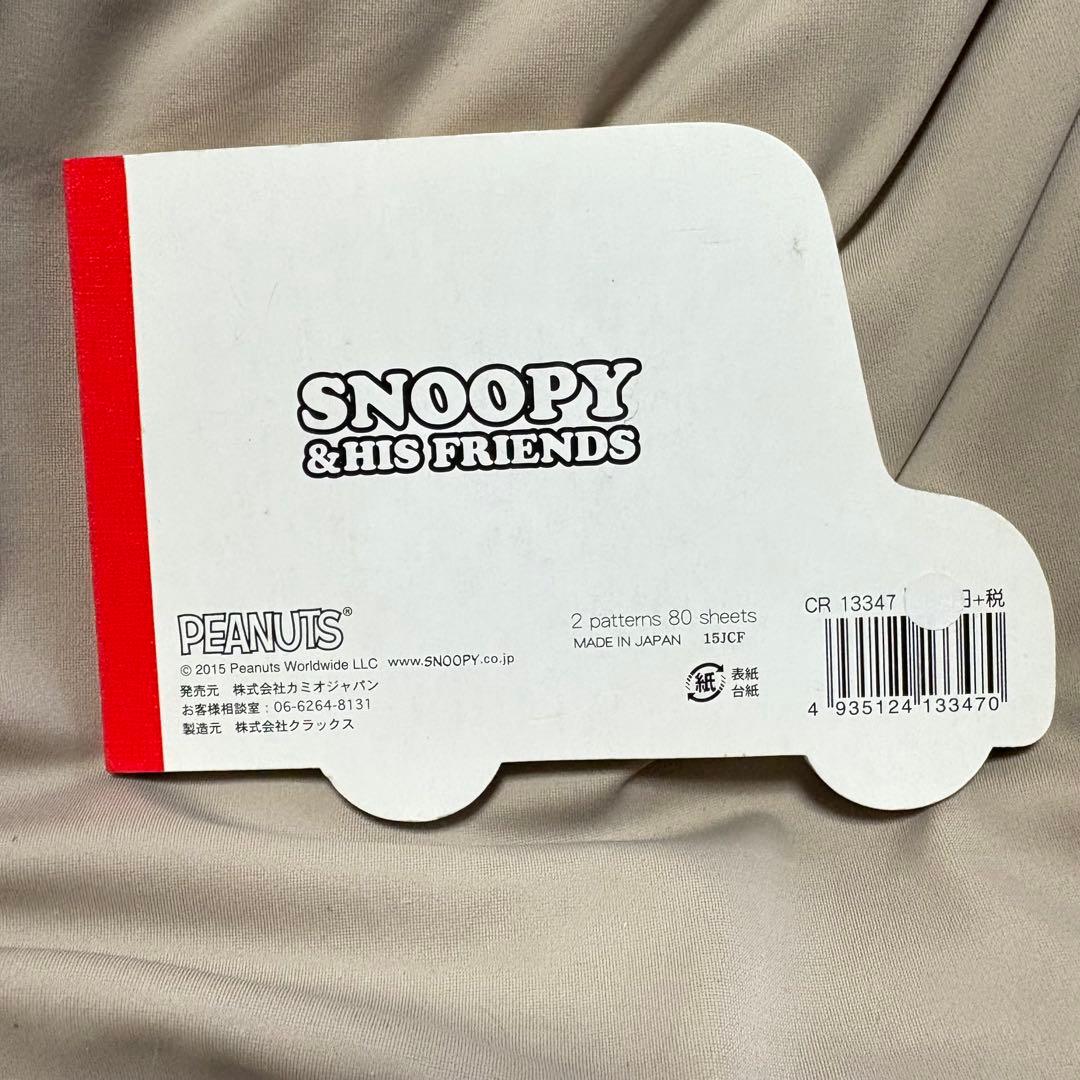 SNOOPY
& HIS FRIENDS
PEANUTS®
© 2015 Peanuts Worldwide LLC www.SNOOPY.co.jp
発売元 株式会社カミオジャパン
お客様相談室：06-6264-8131
製造元 株式会社クラックス
2 patterns 80 sheets
MADE IN JAPAN 15JCF
紙 表紙
台紙
CR 13347 円+税
4 935124 133470